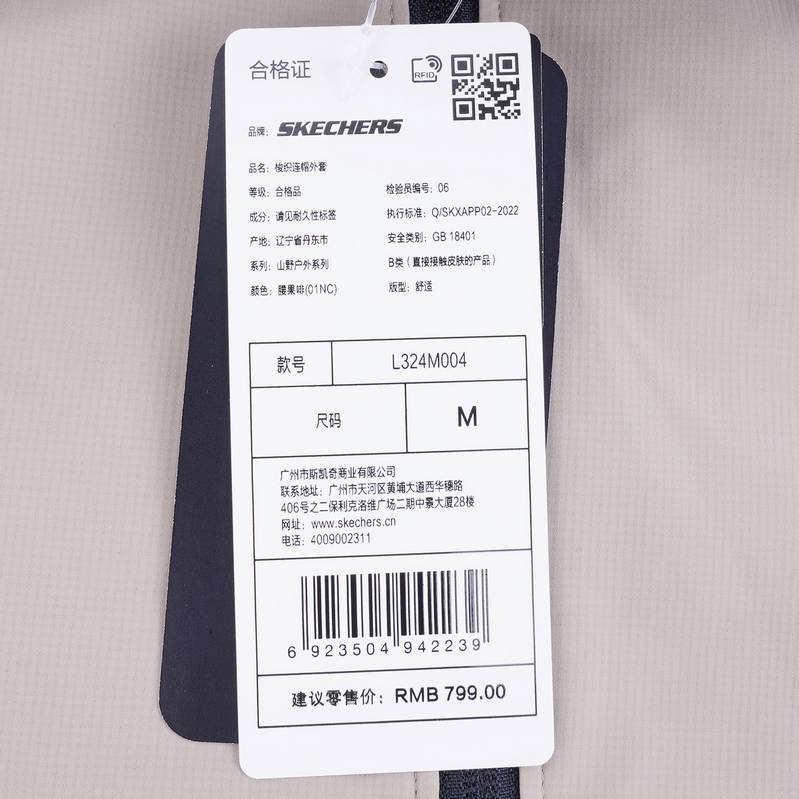 合格证
RFID
品牌: SKECHERS
品名: 梭织连帽外套
等级: 合格品 检验员编号: 06
成分: 请见耐久性标签 执行标准: Q/SKXAPP02-2022
产地: 辽宁省丹东市 安全类别: GB 18401
系列: 山野户外系列 B类(直接接触皮肤的产品)
颜色: 腰果啡(01NC) 版型: 舒适
款号 L324M004
尺码 M
广州市斯凯奇商业有限公司
联系地址: 广州市天河区黄埔大道西华穗路
406号之二保利克洛维广场二期中景大厦28楼
网址: www.skechers.cn
电话: 4009002311
6 923504 942239
建议零售价: RMB 799.00